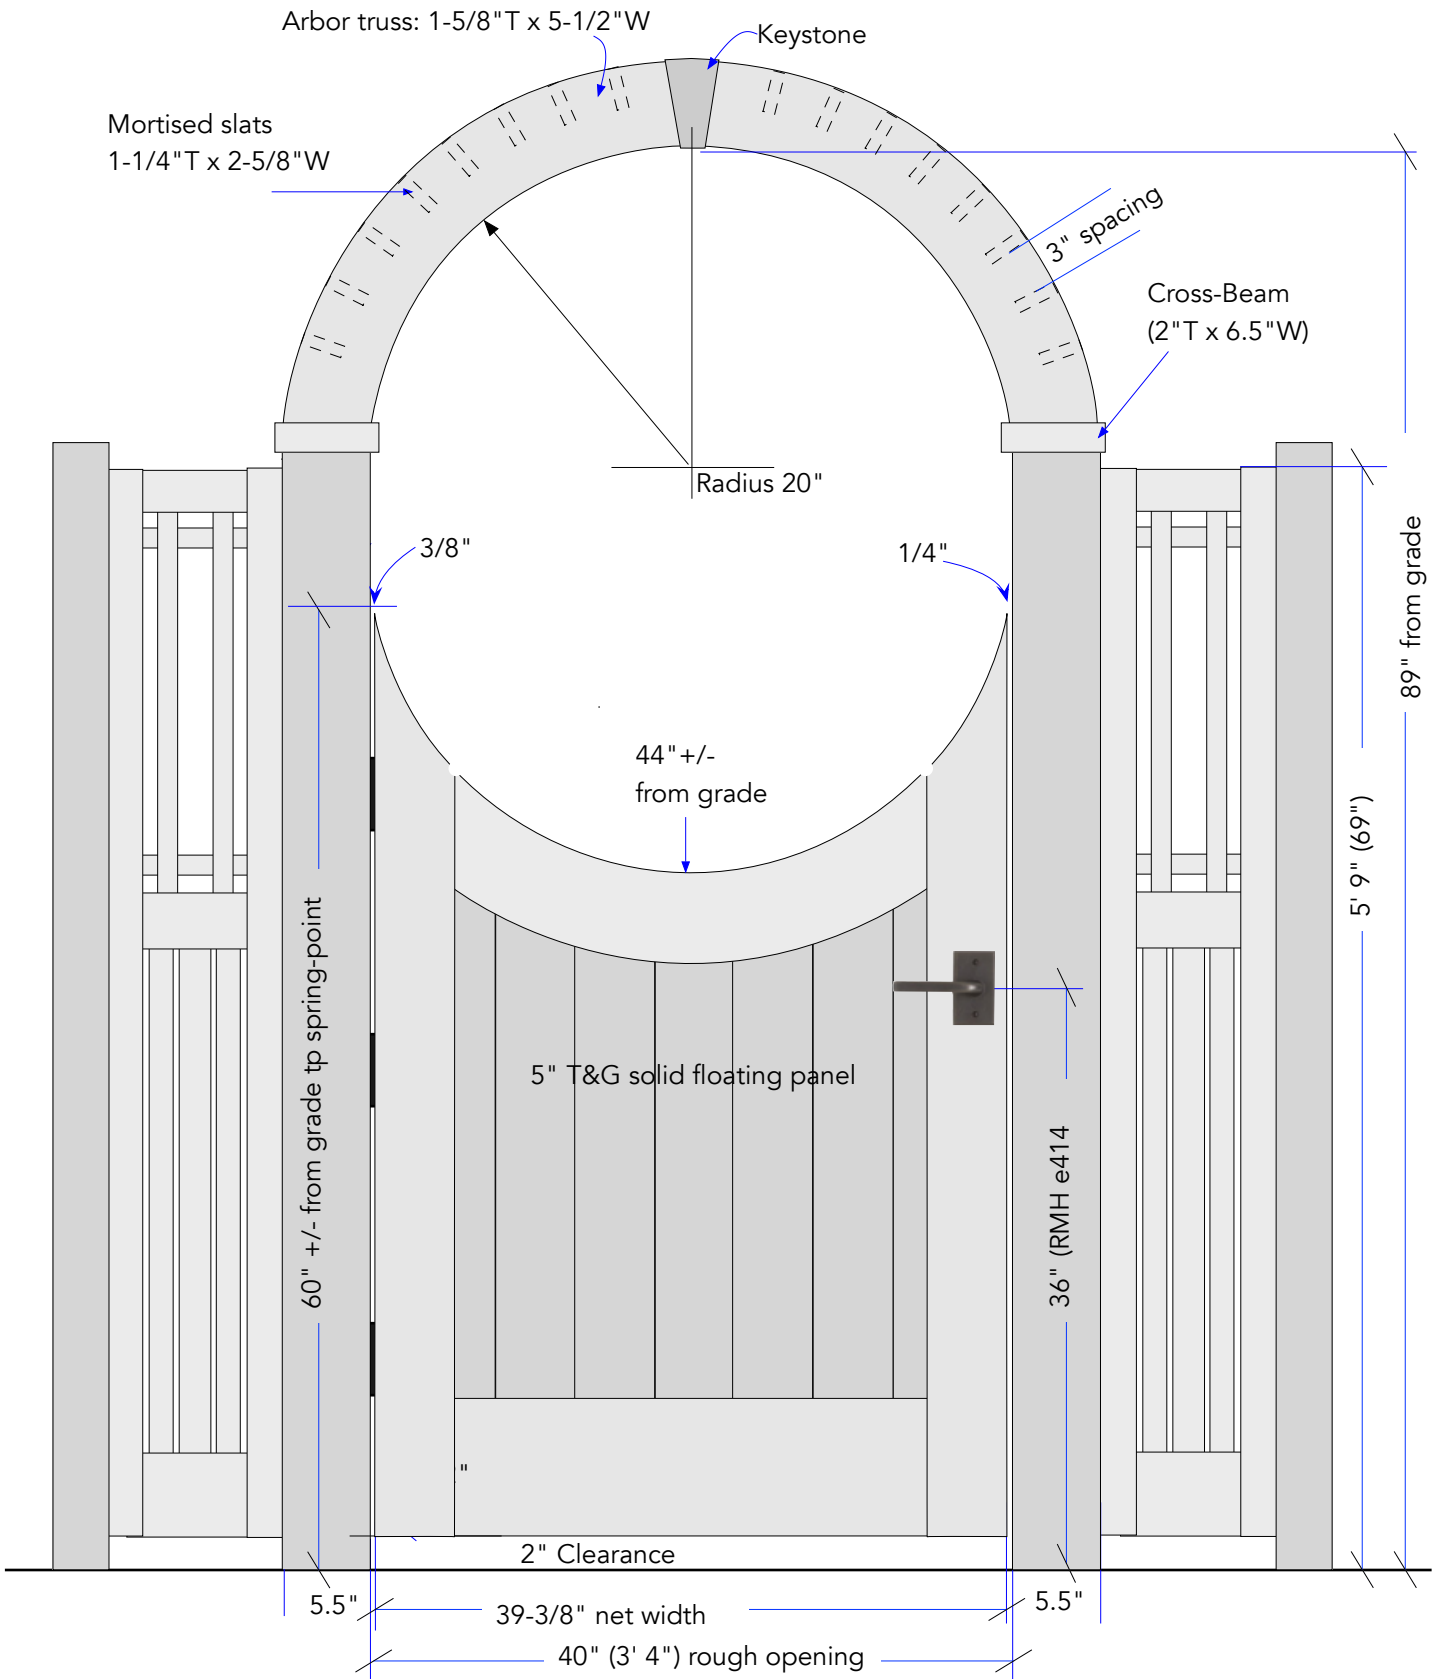 Arbor truss: 1-5/8"T x 5-1/2"W
Keystone
Mortised slats
1-1/4"T x 2-5/8"W
3" spacing
Cross-Beam
(2"T x 6.5"W)
Radius 20"
3/8"
1/4"
89" from grade
44"+/-
from grade
5' 9" (69")
60" +/- from grade tp spring-point
5" T&G solid floating panel
36" (RMH e414
"
2" Clearance
5.5"
39-3/8" net width
5.5"
40" (3' 4") rough opening